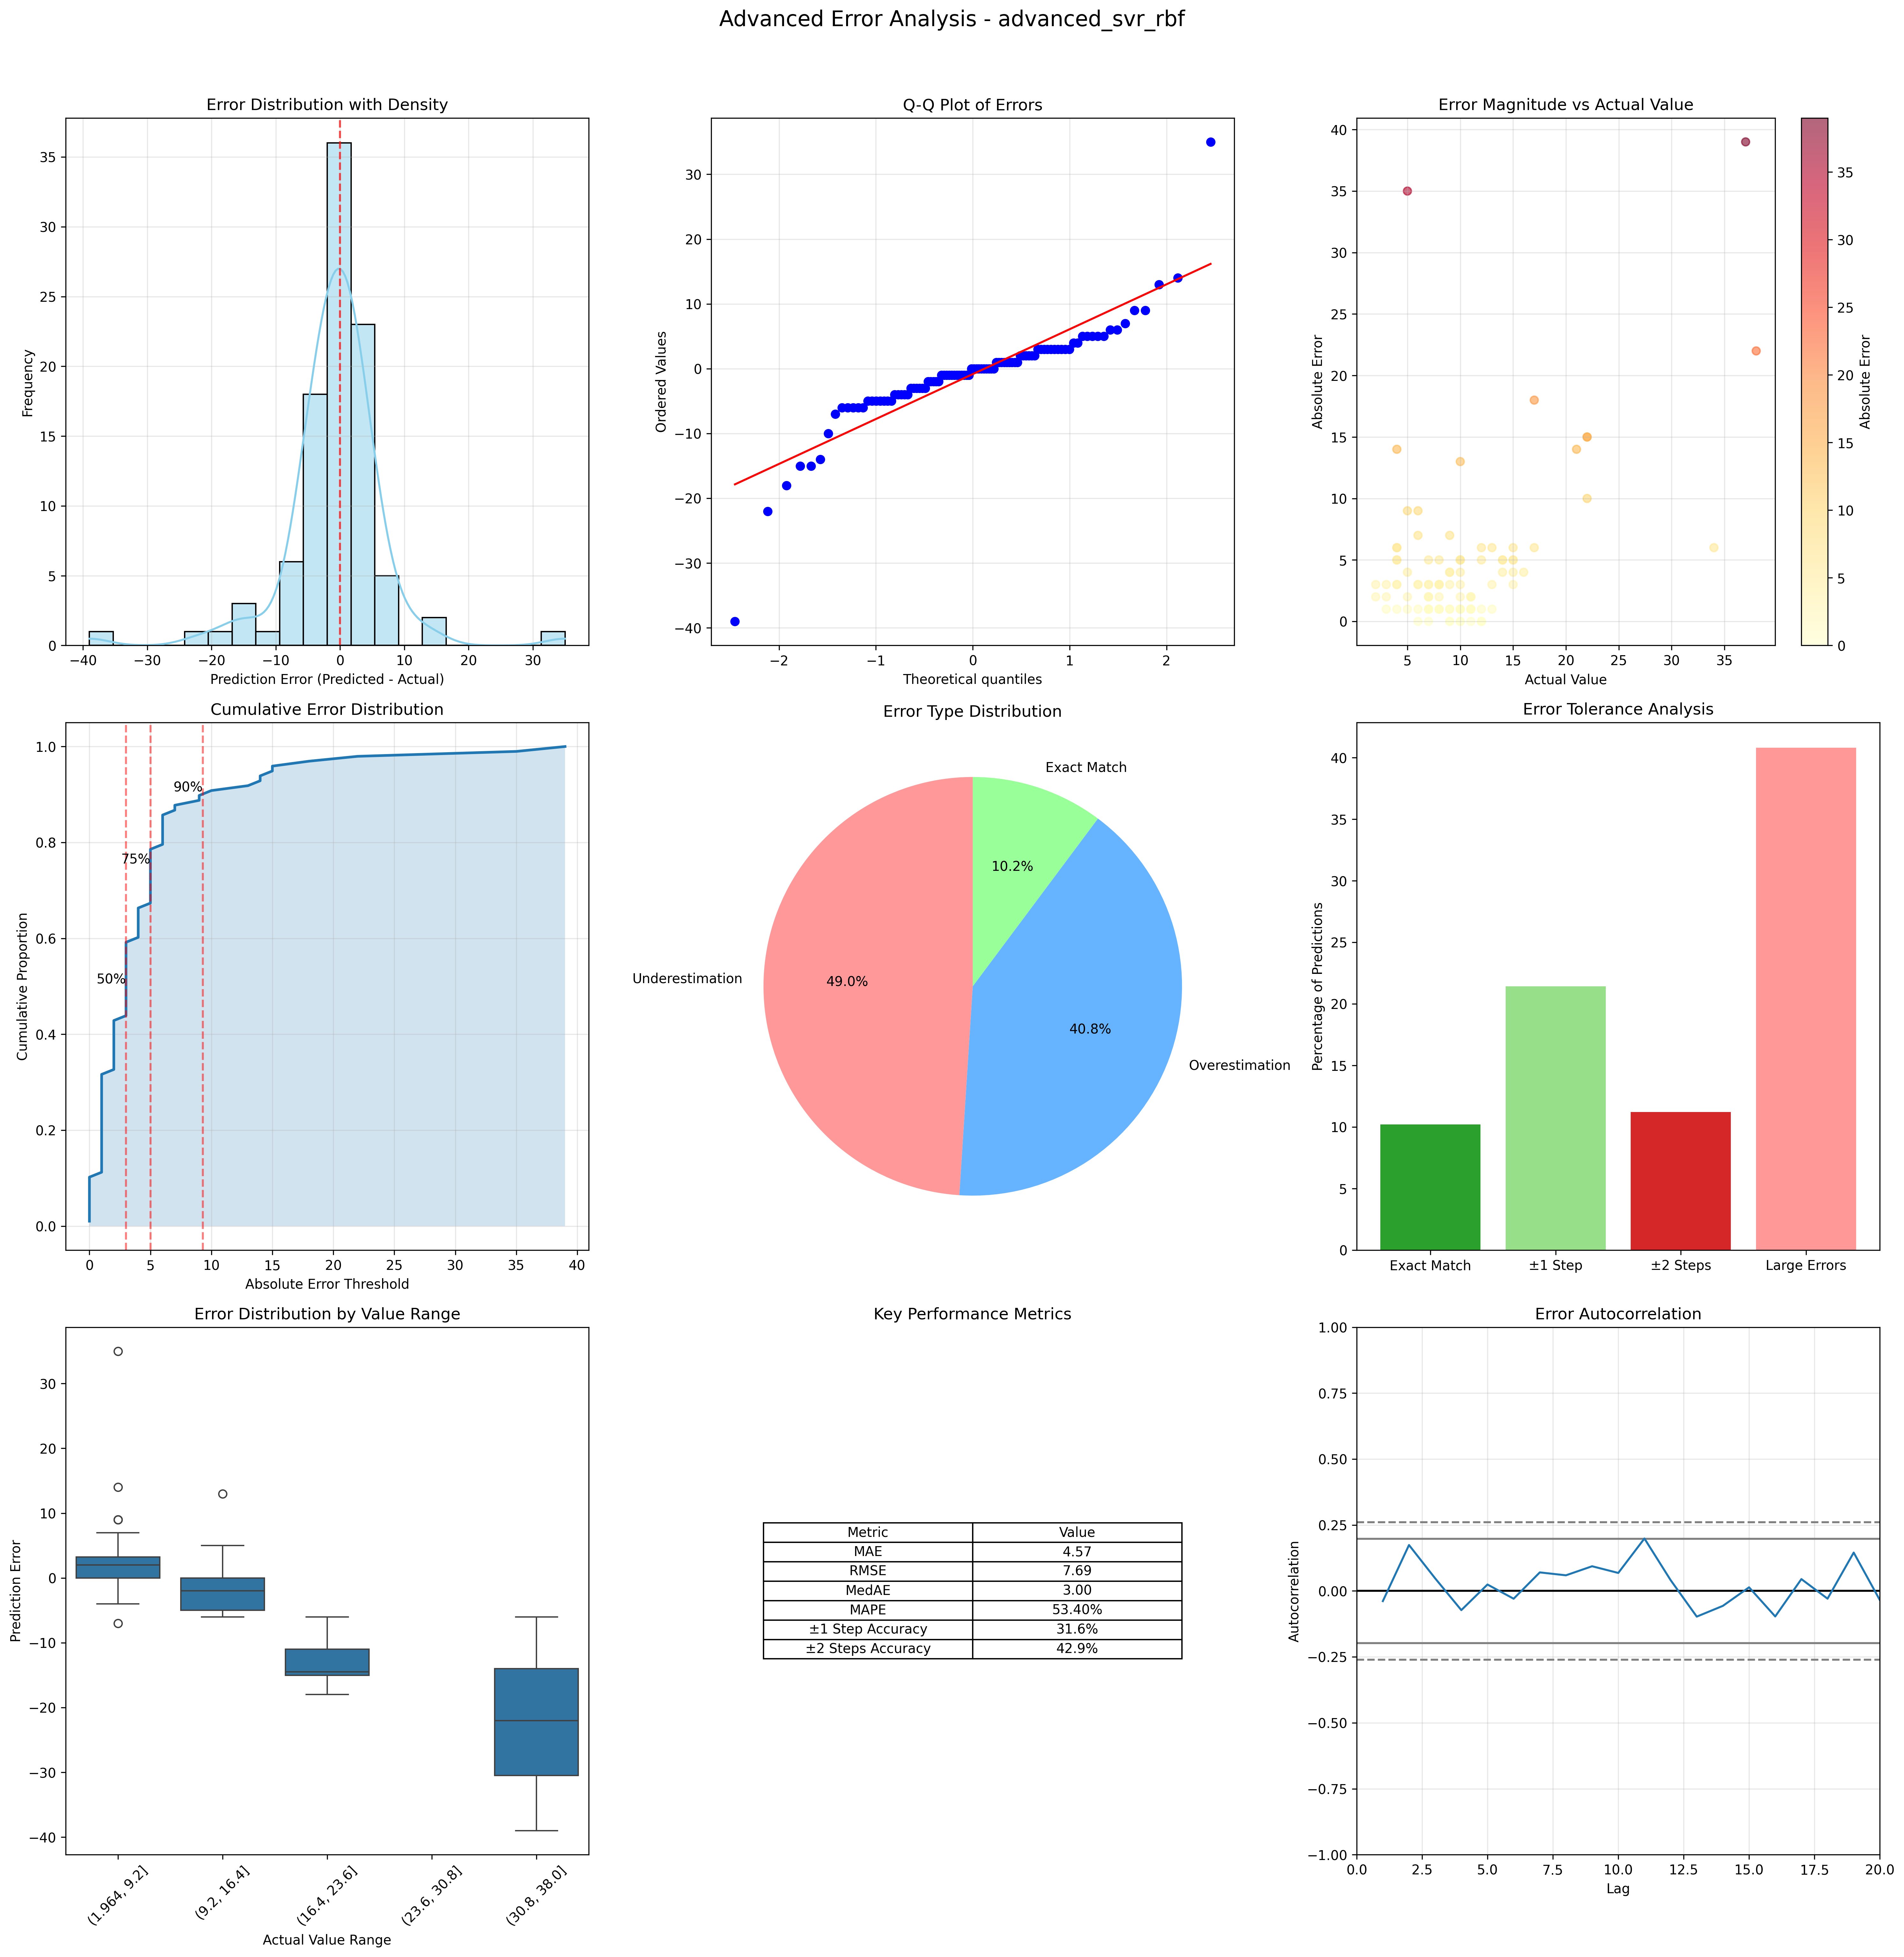 Advanced Error Analysis - advanced_svr_rbf
Error Distribution with Density
35
30
25
20
15
10
5
0
Frequency
−40 −30 −20 −10 0 10 20 30
Prediction Error (Predicted - Actual)
Q-Q Plot of Errors
30
20
10
0
−10
−20
−30
−40
Ordered Values
−2 −1 0 1 2
Theoretical quantiles
Error Magnitude vs Actual Value
40
35
30
25
20
15
10
5
0
Absolute Error
5 10 15 20 25 30 35
Actual Value
35
30
25
20
15
10
5
0
Absolute Error
Cumulative Error Distribution
1.0
0.8
0.6
0.4
0.2
0.0
Cumulative Proportion
90%
75%
50%
0 5 10 15 20 25 30 35 40
Absolute Error Threshold
Error Type Distribution
Exact Match
10.2%
Underestimation
49.0%
40.8%
Overestimation
Error Tolerance Analysis
40
35
30
25
20
15
10
5
0
Percentage of Predictions
Exact Match ±1 Step ±2 Steps Large Errors
Error Distribution by Value Range
30
20
10
0
−10
−20
−30
−40
Prediction Error
(1.964, 9.2] (9.2, 16.4] (16.4, 23.6] (23.6, 30.8] (30.8, 38.0]
Actual Value Range
Key Performance Metrics
Metric Value
MAE 4.57
RMSE 7.69
MedAE 3.00
MAPE 53.40%
±1 Step Accuracy 31.6%
±2 Steps Accuracy 42.9%
Error Autocorrelation
1.00
0.75
0.50
0.25
0.00
−0.25
−0.50
−0.75
−1.00
Autocorrelation
0.0 2.5 5.0 7.5 10.0 12.5 15.0 17.5 20.0
Lag